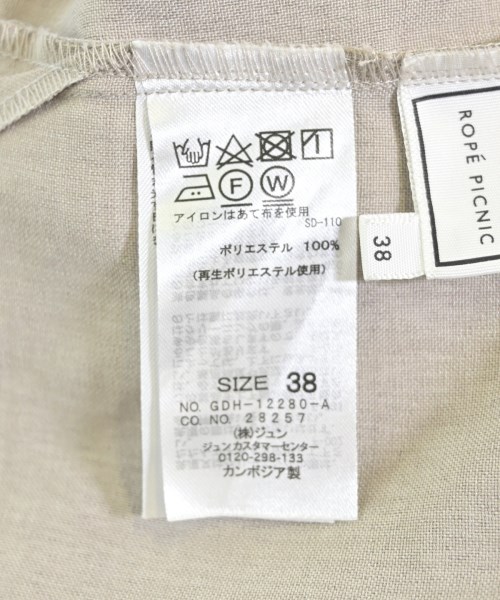 F W
アイロンはあて布を使用
SD-110
ポリエステル 100%
(再生ポリエステル使用)
SIZE 38
NO. GDH-12280-A
CO. NO. 28257
(株)ジュン
ジュンカスタマーセンター
0120-298-133
カンボジア製
38
ROPÉ PICNIC